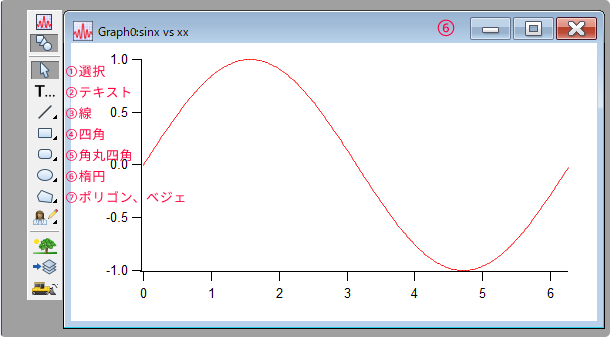 Graph0:sinx vs xx
⑥
①選択
T...
②テキスト
③線
④四角
⑤角丸四角
⑥楕円
⑦ポリゴン、ベジェ
1.0
0.5
0.0
-0.5
-1.0
0 1 2 3 4 5 6